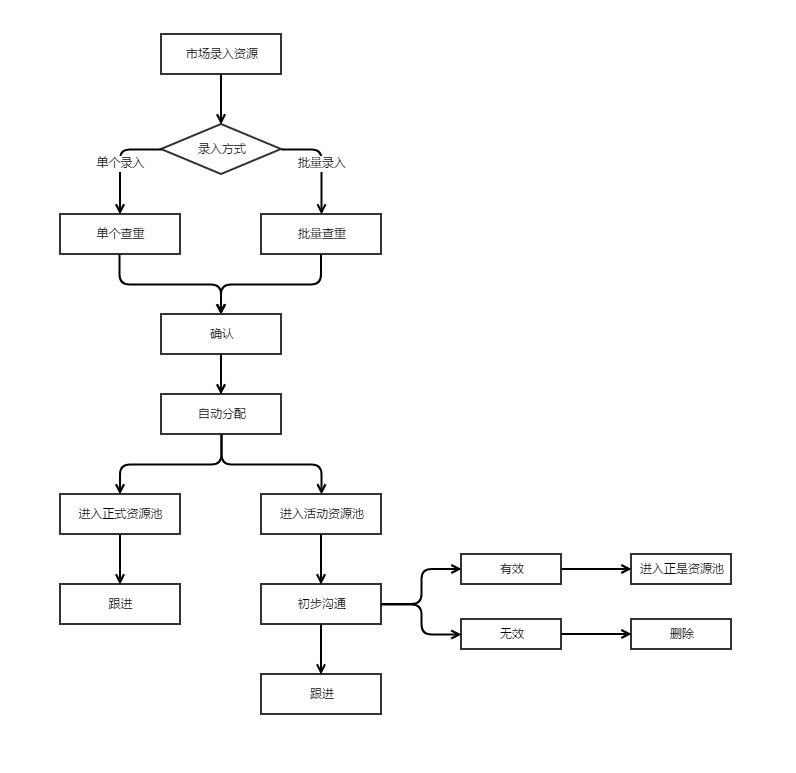 市场录入资源
录入方式
单个录入
批量录入
单个查重
批量查重
确认
自动分配
进入正式资源池
进入活动资源池
有效
进入正是资源池
跟进
初步沟通
无效
删除
跟进